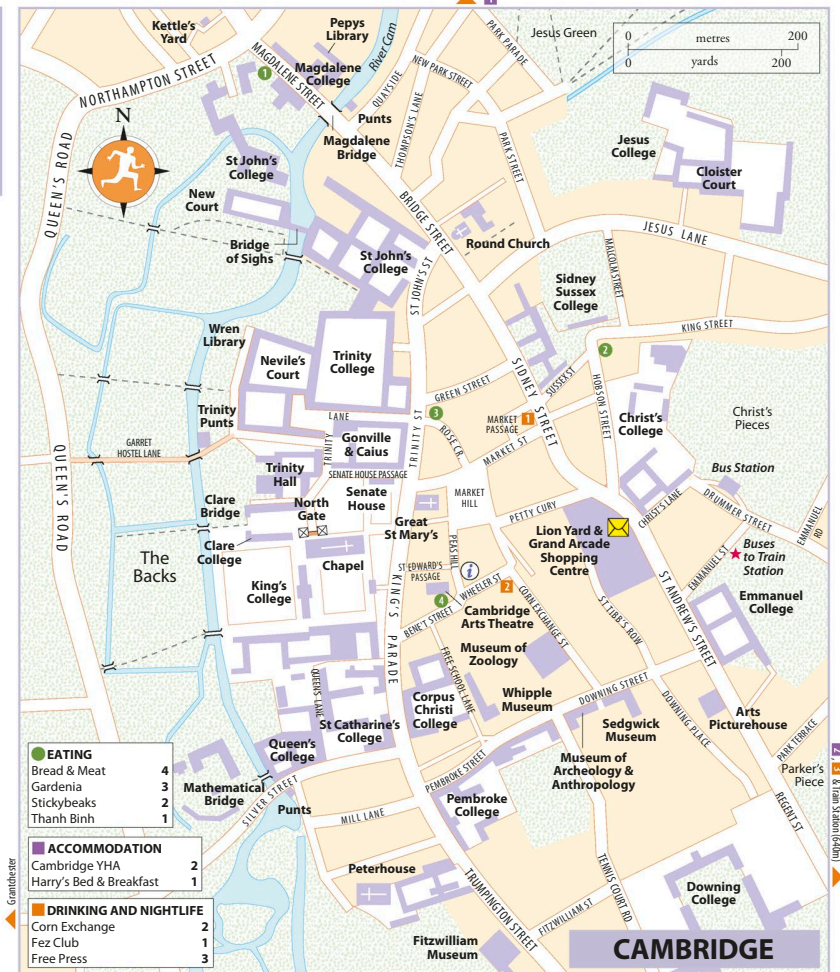 1
Kettle's
Yard
Pepys
Library
River Cam
PARK PARADE
Jesus Green
0 metres 200
0 yards 200
NORTHAMPTON STREET
1
MAGDALENE STREET
Magdalene
College
QUAYSIDE
NEW PARK STREET
N
Punts
Magdalene
Bridge
THOMPSON'S LANE
PARK STREET
Jesus
College
Cloister
Court
QUEEN'S ROAD
St John's
College
New
Court
BRIDGE STREET
Bridge
of Sighs
St John's
College
ST JOHN'S ST
Round Church
JESUS LANE
MALCOLM STREET
Sidney
Sussex
College
KING STREET
Wren
Library
Nevile's
Court
Trinity
College
SIDNEY STREET
SUSSEX ST
2
HOBSON STREET
GREEN STREET
3
MARKET
PASSAGE
1
Christ's
College
Christ's
Pieces
Trinity
Punts
TRINITY
LANE
TRINITY ST
ROSE CR.
MARKET ST
Gonville
& Caius
GARRET
HOSTEL LANE
QUEEN'S ROAD
Trinity
Hall
SENATE HOUSE PASSAGE
Bus Station
Clare
Bridge
North
Gate
Senate
House
MARKET
HILL
PETTY CURY
CHRIST'S LANE
DRUMMER STREET
EMMANUEL
RD
Great
St Mary's
Lion Yard &
Grand Arcade
Shopping
Centre
Clare
College
The
Backs
Chapel
PEAS HILL
EMMANUEL ST
Buses
to Train
Station
King's
College
ST EDWARD'S
PASSAGE
i
WHEELER ST
2
KING'S PARADE
4
BENET STREET
Cambridge
Arts Theatre
CORN EXCHANGE ST
ST TIBB'S ROW
ST ANDREW'S STREET
Emmanuel
College
FREE SCHOOL LANE
Museum of
Zoology
QUEENS' LANE
Corpus
Christi
College
Whipple
Museum
DOWNING STREET
DOWNING PLACE
St Catharine's
College
Sedgwick
Museum
Arts
Picturehouse
PARK TERRACE
Queen's
College
Museum of
Archeology &
Anthropology
Parker's
Piece
Mathematical
Bridge
SILVER STREET
Punts
PEMBROKE STREET
Pembroke
College
REGENT ST
2, 3 & Train Station (640m)
MILL LANE
Peterhouse
TRUMPINGTON STREET
TENNIS COURT RD
FITZWILLIAM ST
Downing
College
Fitzwilliam
Museum
Grantchester
EATING
Bread & Meat 4
Gardenia 3
Stickybeaks 2
Thanh Binh 1
ACCOMMODATION
Cambridge YHA 2
Harry's Bed & Breakfast 1
DRINKING AND NIGHTLIFE
Corn Exchange 2
Fez Club 1
Free Press 3
CAMBRIDGE